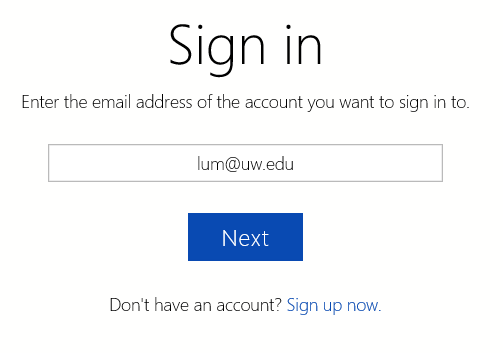 Sign in
Enter the email address of the account you want to sign in to.
lum@uw.edu
Next
Don't have an account? Sign up now.